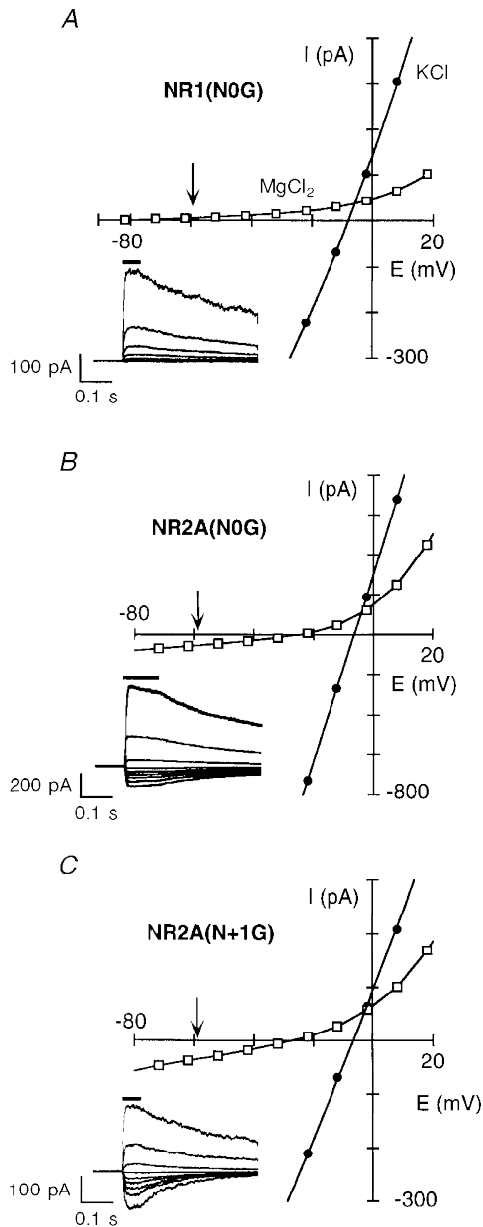 A
I (pA)
KCl
NR1(N0G)
MgCl2
-80
20
E (mV)
-300
100 pA
0.1 s
B
I (pA)
NR2A(N0G)
-80
20
E (mV)
-800
200 pA
0.1 s
C
I (pA)
NR2A(N+1G)
-80
20
E (mV)
-300
100 pA
0.1 s